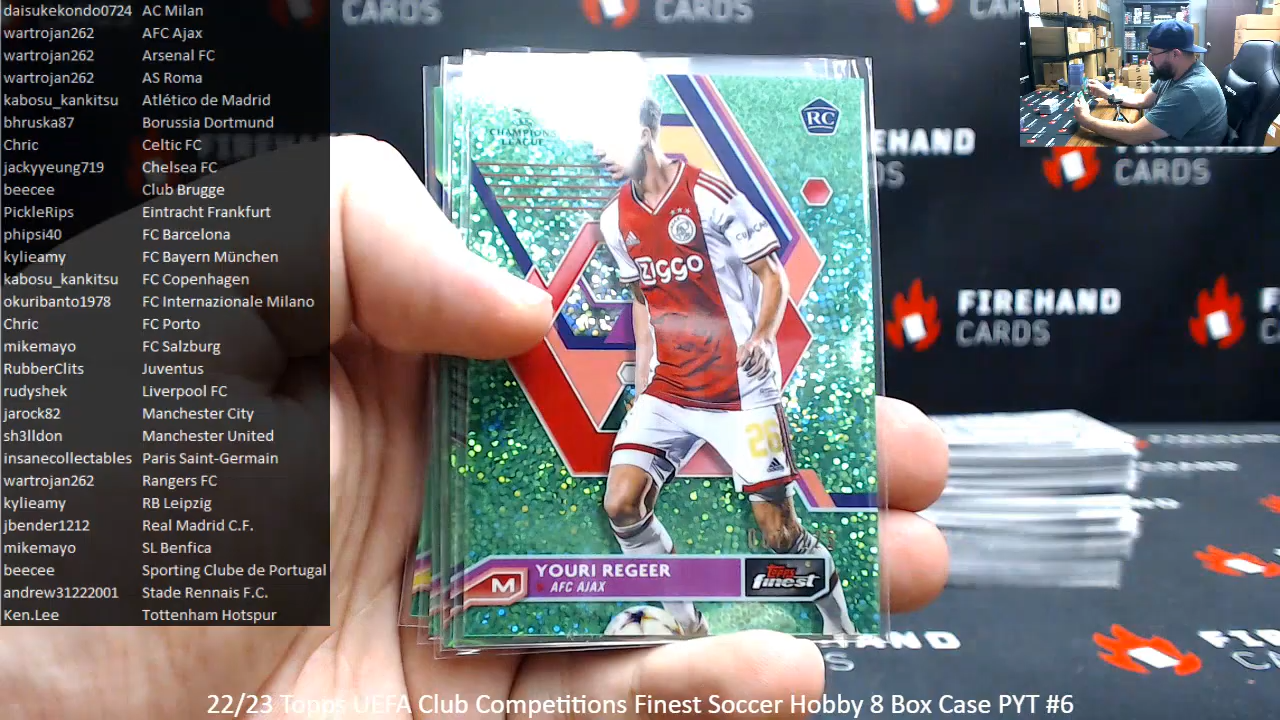 daisukekondo0724 AC Milan
wartrojan262 AFC Ajax
wartrojan262 Arsenal FC
wartrojan262 AS Roma
kabosu_kankitsu Atlético de Madrid
bhruska87 Borussia Dortmund
Chric Celtic FC
jackyyeung719 Chelsea FC
beecee Club Brugge
PickleRips Eintracht Frankfurt
phipsi40 FC Barcelona
kylieamy FC Bayern München
kabosu_kankitsu FC Copenhagen
okuribanto1978 FC Internazionale Milano
Chric FC Porto
mikemayo FC Salzburg
RubberClits Juventus
rudyshek Liverpool FC
jarock82 Manchester City
sh3lldon Manchester United
insanecollectables Paris Saint-Germain
wartrojan262 Rangers FC
kylieamy RB Leipzig
jbender1212 Real Madrid C.F.
mikemayo SL Benfica
beecee Sporting Clube de Portugal
andrew31222001 Stade Rennais F.C.
Ken.Lee Tottenham Hotspur
CARDS
CARDS
CHAMPIONS
LEAGUE
RC
Ziggo
26
YOURI REGEER
M
AFC AJAX
Topps
finest
CARDS
FIREHAND
CARDS
22/23 Topps UEFA Club Competitions Finest Soccer Hobby 8 Box Case PYT #6